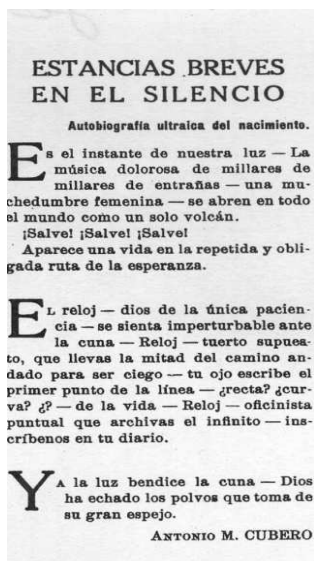 ESTANCIAS BREVES
EN EL SILENCIO
Autobiografía ultraica del nacimiento.
Es el instante de nuestra luz — La
música dolorosa de millares de
millares de entrañas — una mu-
chedumbre femenina — se abren en todo
el mundo como un solo volcán.
¡Salve! ¡Salve! ¡Salve!
Aparece una vida en la repetida y obli-
gada ruta de la esperanza.
El reloj — dios de la única pacien-
cia — se sienta imperturbable ante
la cuna — Reloj — tuerto supues-
to, que llevas la mitad del camino an-
dado para ser ciego — tu ojo escribe el
primer punto de la línea — ¿recta? ¿cur-
va? ¿? — de la vida — Reloj — oficinista
puntual que archivas el infinito — ins-
críbenos en tu diario.
Ya la luz bendice la cuna — Dios
ha echado los polvos que toma de
su gran espejo.
ANTONIO M. CUBERO